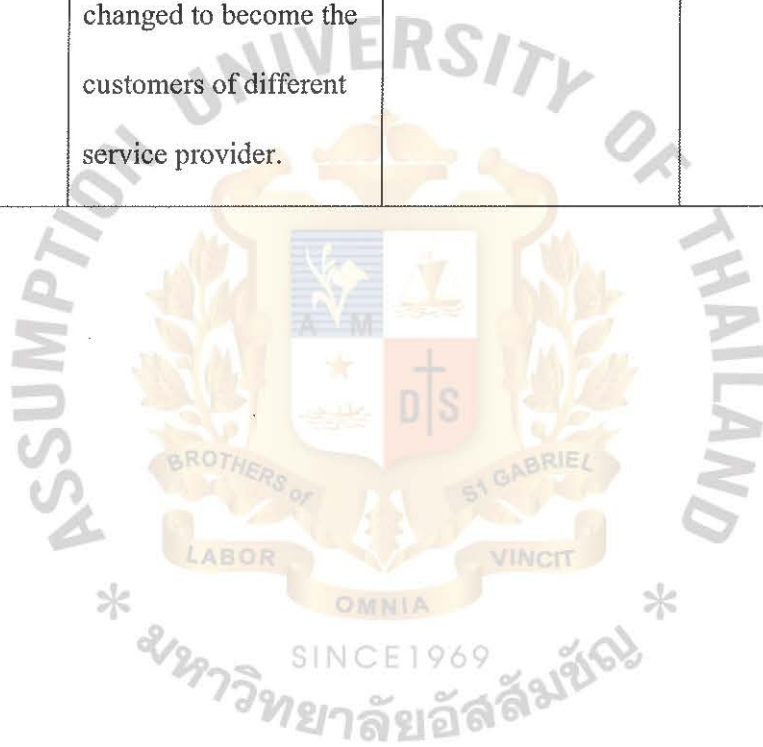 changed to become the
customers of different
service provider.
ASSUMPTION UNIVERSITY OF THAILAND
A M
D S
BROTHERS of St GABRIEL
LABOR
VINCIT
OMNIA
* SINCE1969 *
มหาวิทยาลัยอัสสัมชัญ